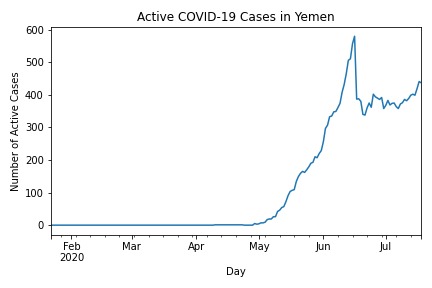 Active COVID-19 Cases in Yemen
Number of Active Cases
600
500
400
300
200
100
0
Feb
2020
Mar
Apr
May
Jun
Jul
Day